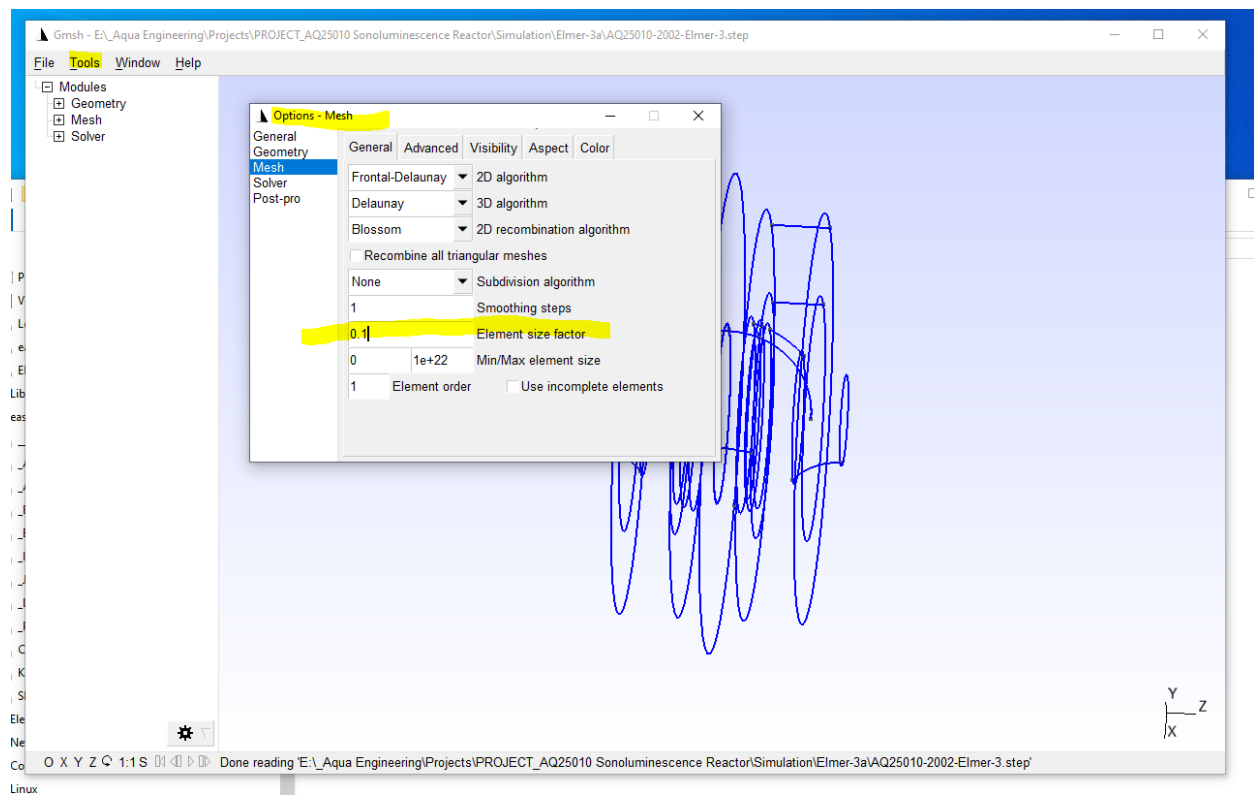 Gmsh - E:\_Aqua Engineering\Projects\PROJECT_AQ25010 Sonoluminescence Reactor\Simulation\Elmer-3a\AQ25010-2002-Elmer-3.step
File Tools Window Help
Modules
Geometry
Mesh
Solver
Options - Mesh
General
Geometry
Mesh
Solver
Post-pro
General Advanced Visibility Aspect Color
Frontal-Delaunay 2D algorithm
Delaunay 3D algorithm
Blossom 2D recombination algorithm
Recombine all triangular meshes
None Subdivision algorithm
1 Smoothing steps
0.1 Element size factor
0 1e+22 Min/Max element size
1 Element order Use incomplete elements
Y
Z
X
O X Y Z 1:1 S Done reading 'E:\_Aqua Engineering\Projects\PROJECT_AQ25010 Sonoluminescence Reactor\Simulation\Elmer-3a\AQ25010-2002-Elmer-3.step'
P
V
Lib
eas
C
K
Ele
Ne
Co
Linux